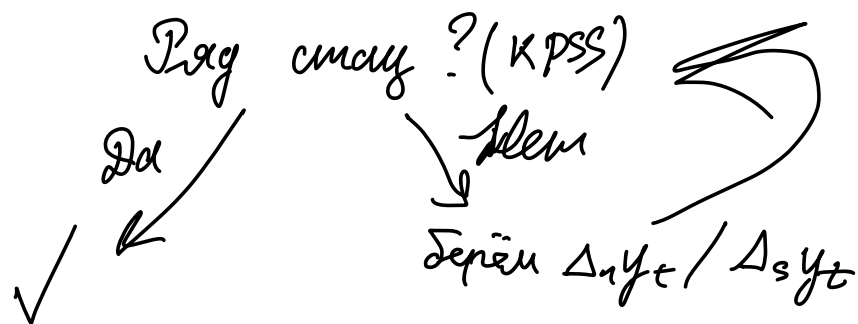 Ряд стац ? (KPSS)
Да
Нет
✓
берём Δ₁yₜ / Δₛyₜ